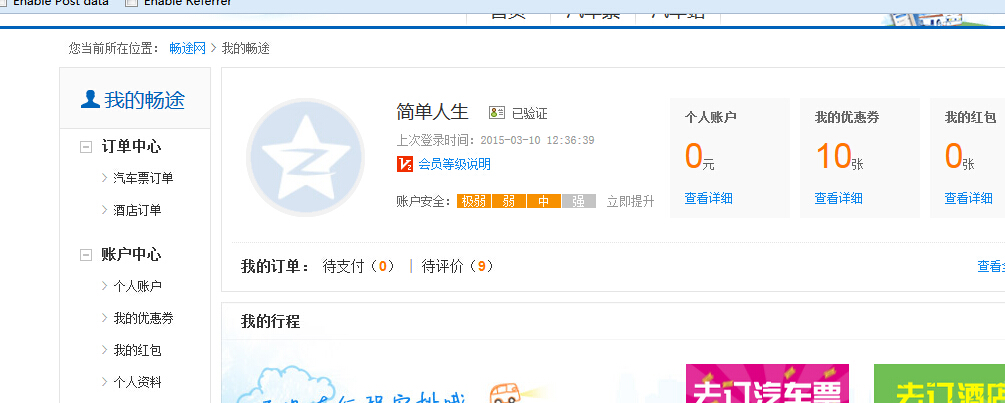 Enable Post data Enable Referrer
首页 汽车票 汽车站
您当前所在位置： 畅途网 > 我的畅途
我的畅途
订单中心
汽车票订单
酒店订单
账户中心
个人账户
我的优惠券
我的红包
个人资料
简单人生 已验证
上次登录时间：2015-03-10 12:36:39
V2 会员等级说明
账户安全： 极弱 弱 中 强 立即提升
个人账户
0元
查看详细
我的优惠券
10张
查看详细
我的红包
0张
查看详细
我的订单： 待支付（0） | 待评价（9）
查看
我的行程
去订汽车票
去订酒店